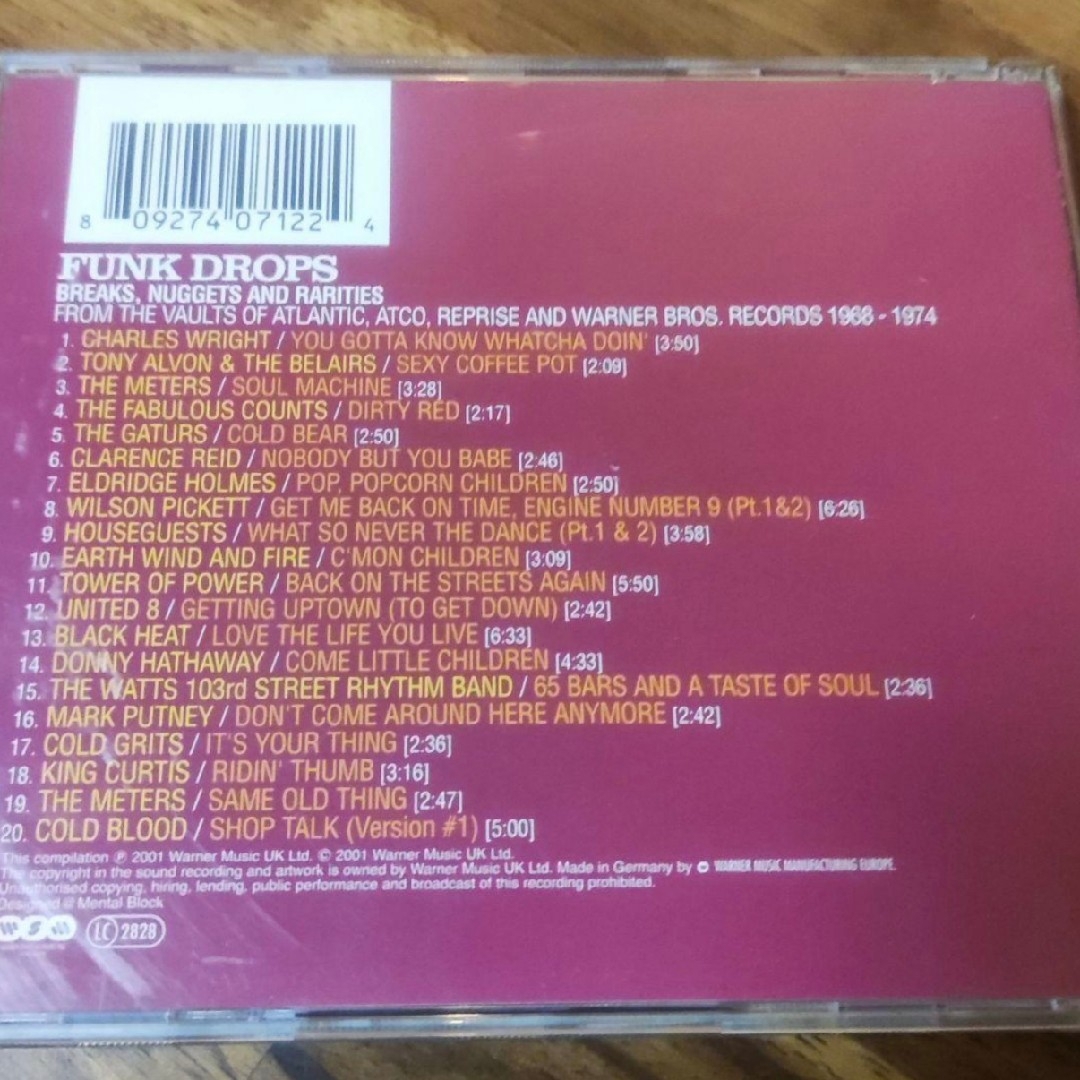 8 09274 07122 4
FUNK DROPS
BREAKS, NUGGETS AND RARITIES
FROM THE VAULTS OF ATLANTIC, ATCO, REPRISE AND WARNER BROS. RECORDS 1968 - 1974
1. CHARLES WRIGHT / YOU GOTTA KNOW WHATCHA DOIN' [3:50]
2. TONY ALVON & THE BELAIRS / SEXY COFFEE POT [2:09]
3. THE METERS / SOUL MACHINE [3:28]
4. THE FABULOUS COUNTS / DIRTY RED [2:17]
5. THE GATURS / COLD BEAR [2:50]
6. CLARENCE REID / NOBODY BUT YOU BABE [2:46]
7. ELDRIDGE HOLMES / POP, POPCORN CHILDREN [2:50]
8. WILSON PICKETT / GET ME BACK ON TIME, ENGINE NUMBER 9 (Pt.1&2) [6:26]
9. HOUSEGUESTS / WHAT SO NEVER THE DANCE (Pt.1 & 2) [3:58]
10. EARTH WIND AND FIRE / C'MON CHILDREN [3:09]
11. TOWER OF POWER / BACK ON THE STREETS AGAIN [5:50]
12. UNITED 8 / GETTING UPTOWN (TO GET DOWN) [2:42]
13. BLACK HEAT / LOVE THE LIFE YOU LIVE [6:33]
14. DONNY HATHAWAY / COME LITTLE CHILDREN [4:33]
15. THE WATTS 103rd STREET RHYTHM BAND / 65 BARS AND A TASTE OF SOUL [2:36]
16. MARK PUTNEY / DON'T COME AROUND HERE ANYMORE [2:42]
17. COLD GRITS / IT'S YOUR THING [2:36]
18. KING CURTIS / RIDIN' THUMB [3:16]
19. THE METERS / SAME OLD THING [2:47]
20. COLD BLOOD / SHOP TALK (Version #1) [5:00]
This compilation ℗ 2001 Warner Music UK Ltd. © 2001 Warner Music UK Ltd.
The copyright in the sound recording and artwork is owned by Warner Music UK Ltd. Made in Germany by WARNER MUSIC MANUFACTURING EUROPE.
Unauthorised copying, hiring, lending, public performance and broadcast of this recording prohibited.
Designed @ Mental Block
wsm LC 2828